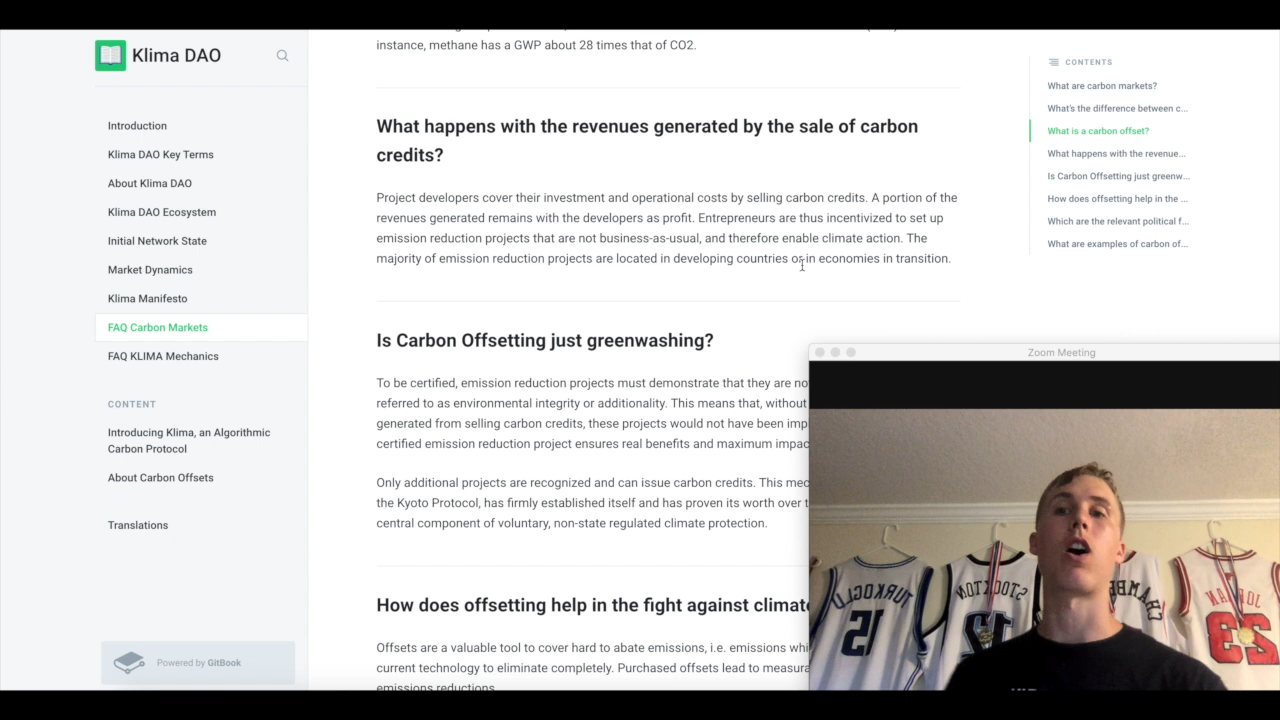 Klima DAO
Introduction
Klima DAO Key Terms
About Klima DAO
Klima DAO Ecosystem
Initial Network State
Market Dynamics
Klima Manifesto
FAQ Carbon Markets
FAQ KLIMA Mechanics
CONTENT
Introducing Klima, an Algorithmic
Carbon Protocol
About Carbon Offsets
Translations
Powered by GitBook
instance, methane has a GWP about 28 times that of CO2.
What happens with the revenues generated by the sale of carbon
credits?
Project developers cover their investment and operational costs by selling carbon credits. A portion of the
revenues generated remains with the developers as profit. Entrepreneurs are thus incentivized to set up
emission reduction projects that are not business-as-usual, and therefore enable climate action. The
majority of emission reduction projects are located in developing countries or in economies in transition.
Is Carbon Offsetting just greenwashing?
To be certified, emission reduction projects must demonstrate that they are no
referred to as environmental integrity or additionality. This means that, without
generated from selling carbon credits, these projects would not have been imp
certified emission reduction project ensures real benefits and maximum impac
Only additional projects are recognized and can issue carbon credits. This mec
the Kyoto Protocol, has firmly established itself and has proven its worth over t
central component of voluntary, non-state regulated climate protection.
How does offsetting help in the fight against climate
Offsets are a valuable tool to cover hard to abate emissions, i.e. emissions whi
current technology to eliminate completely. Purchased offsets lead to measura
emissions reductions.
CONTENTS
What are carbon markets?
What's the difference between c...
What is a carbon offset?
What happens with the revenue...
Is Carbon Offsetting just greenw...
How does offsetting help in the ...
Which are the relevant political f...
What are examples of carbon of...
Zoom Meeting
TURKOGLU
15
STOCKTON
12
JORDAN
23